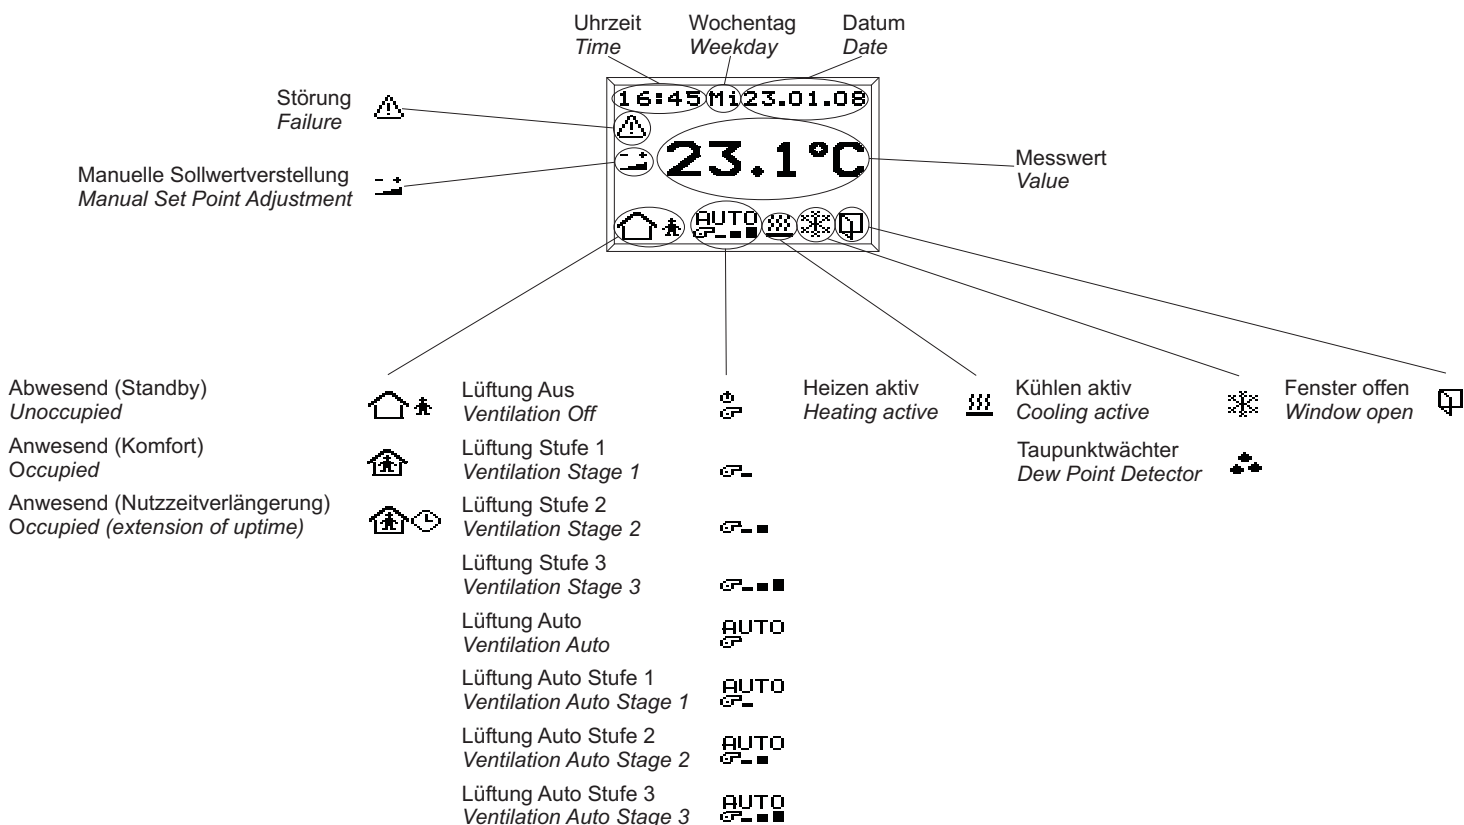 Uhrzeit
Time
Wochentag
Weekday
Datum
Date
16:45 Mi 23.01.08
Störung
Failure
23.1°C
Manuelle Sollwertverstellung
Manual Set Point Adjustment
- +
- +
Messwert
Value
AUTO
Abwesend (Standby)
Unoccupied
Anwesend (Komfort)
Occupied
Anwesend (Nutzzeitverlängerung)
Occupied (extension of uptime)
Lüftung Aus
Ventilation Off
Lüftung Stufe 1
Ventilation Stage 1
Lüftung Stufe 2
Ventilation Stage 2
Lüftung Stufe 3
Ventilation Stage 3
Lüftung Auto
Ventilation Auto
AUTO
Lüftung Auto Stufe 1
Ventilation Auto Stage 1
AUTO
Lüftung Auto Stufe 2
Ventilation Auto Stage 2
AUTO
Lüftung Auto Stufe 3
Ventilation Auto Stage 3
AUTO
Heizen aktiv
Heating active
Kühlen aktiv
Cooling active
Taupunktwächter
Dew Point Detector
Fenster offen
Window open